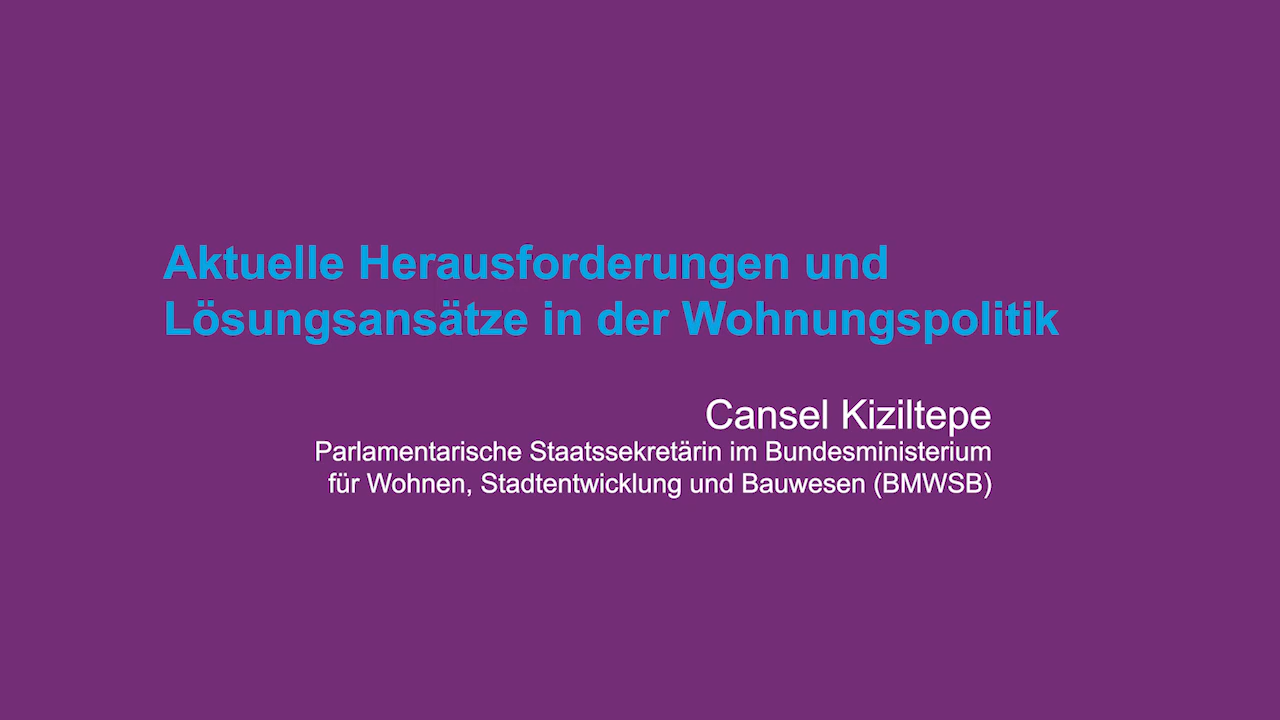 Aktuelle Herausforderungen und
Lösungsansätze in der Wohnungspolitik
Cansel Kiziltepe
Parlamentarische Staatssekretärin im Bundesministerium
für Wohnen, Stadtentwicklung und Bauwesen (BMWSB)